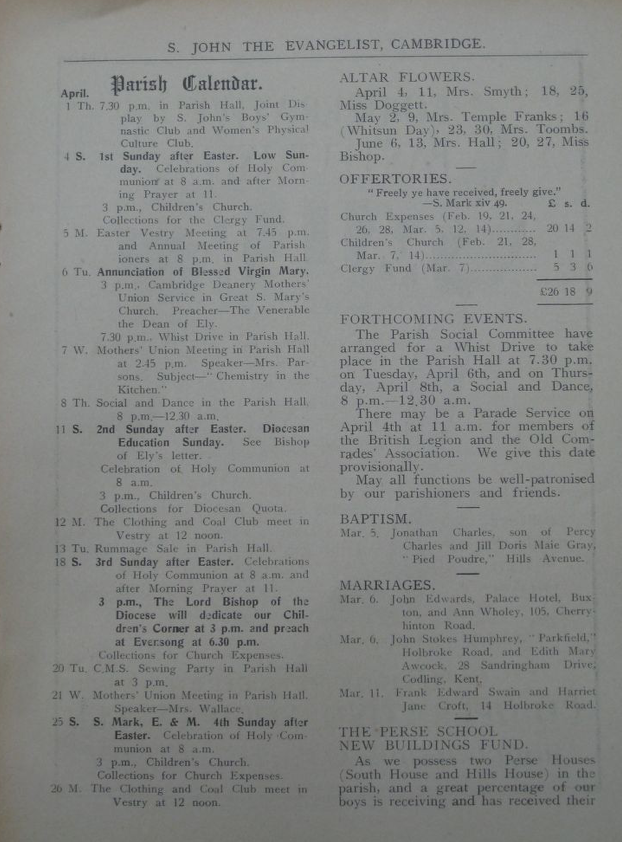 S. JOHN THE EVANGELIST, CAMBRIDGE.
Parish Calendar.
April.
1 Th. 7.30 p.m. in Parish Hall, Joint Dis
play by S. John's Boys' Gym-
nastic Club and Women's Physical
Culture Club.
4 S. 1st Sunday after Easter. Low Sun-
day. Celebrations of Holy Com-
munion at 8 a.m. and after Morn-
ing Prayer at 11.
3 p.m., Children's Church.
Collections for the Clergy Fund.
5 M. Easter Vestry Meeting at 7.45 p.m.
and Annual Meeting of Parish
ioners at 8 p.m. in Parish Hall
6 Tu. Annunciation of Blessed Virgin Mary.
3 p.m., Cambridge Deanery Mothers'
Union Service in Great S. Mary's
Church. Preacher—The Venerable
the Dean of Ely.
7.30 p.m., Whist Drive in Parish Hall.
7 W. Mothers' Union Meeting in Parish Hall
at 2.45 p.m. Speaker—Mrs. Par-
sons. Subject—"Chemistry in the
Kitchen."
8 Th. Social and Dance in the Parish Hall,
8 p.m.—12.30 a.m.
11 S. 2nd Sunday after Easter. Diocesan
Education Sunday. See Bishop
of Ely's letter.
Celebration of Holy Communion at
8 a.m.
3 p.m., Children's Church.
Collections for Diocesan Quota.
12 M. The Clothing and Coal Club meet in
Vestry at 12 noon.
13 Tu. Rummage Sale in Parish Hall.
18 S. 3rd Sunday after Easter. Celebrations
of Holy Communion at 8 a.m. and
after Morning Prayer at 11.
3 p.m., The Lord Bishop of the
Diocese will dedicate our Chil-
dren's Corner at 3 p.m. and preach
at Evensong at 6.30 p.m.
Collections for Church Expenses.
20 Tu. C.M.S. Sewing Party in Parish Hall
at 3 p.m.
21 W. Mothers' Union Meeting in Parish Hall.
Speaker—Mrs. Wallace.
25 S. S. Mark, E. & M. 4th Sunday after
Easter. Celebration of Holy Com-
munion at 8 a.m.
3 p.m., Children's Church.
Collections for Church Expenses.
26 M. The Clothing and Coal Club meet in
Vestry at 12 noon.
ALTAR FLOWERS.
April 4, 11, Mrs. Smyth; 18, 25,
Miss Doggett.
May 2, 9, Mrs. Temple Franks; 16
(Whitsun Day), 23, 30, Mrs. Toombs.
June 6, 13, Mrs. Hall; 20, 27, Miss
Bishop.
OFFERTORIES.
"Freely ye have received, freely give."
—S. Mark xiv 49. £ s. d.
Church Expenses (Feb. 19, 21, 24,
26, 28, Mar. 5, 12, 14)............ 20 14 2
Children's Church (Feb. 21, 28,
Mar. 7, 14)................................ 1 1 1
Clergy Fund (Mar. 7)..................... 5 3 6
£26 18 9
FORTHCOMING EVENTS.
The Parish Social Committee have
arranged for a Whist Drive to take
place in the Parish Hall at 7.30 p.m.
on Tuesday, April 6th, and on Thurs-
day, April 8th, a Social and Dance,
8 p.m.—12.30 a.m.
There may be a Parade Service on
April 4th at 11 a.m. for members of
the British Legion and the Old Com-
rades' Association. We give this date
provisionally.
May all functions be well-patronised
by our parishioners and friends.
BAPTISM.
Mar. 5. Jonathan Charles, son of Percy
Charles and Jill Doris Maie Gray,
"Pied Poudre," Hills Avenue.
MARRIAGES.
Mar. 6. John Edwards, Palace Hotel, Bux-
ton, and Ann Wholey, 105, Cherry-
hinton Road.
Mar. 6. John Stokes Humphrey, "Parkfield,"
Holbroke Road, and Edith Mary
Awcock, 28 Sandringham Drive,
Codling, Kent.
Mar. 11. Frank Edward Swain and Harriet
Jane Croft, 14 Holbroke Road.
THE PERSE SCHOOL
NEW BUILDINGS FUND.
As we possess two Perse Houses
(South House and Hills House) in the
parish, and a great percentage of our
boys is receiving and has received their